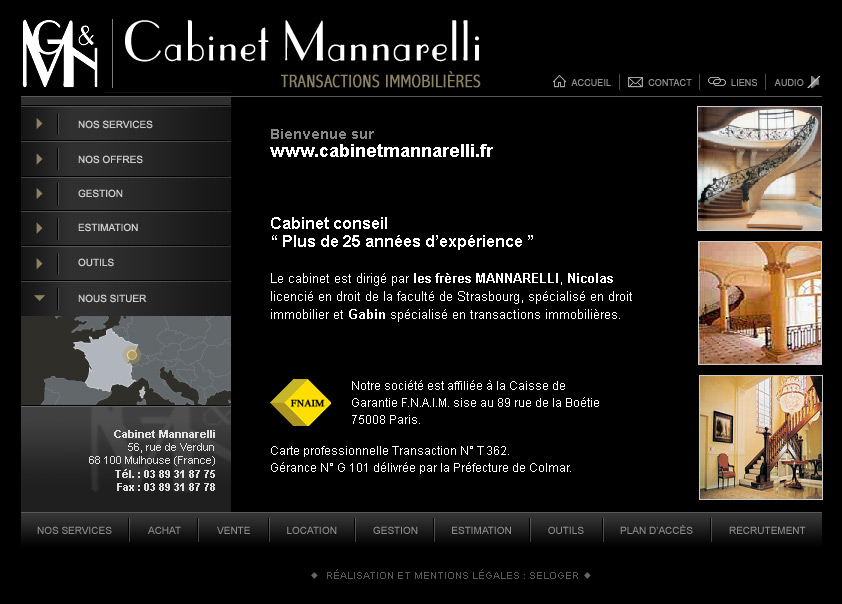 GM&N
Cabinet Mannarelli
TRANSACTIONS IMMOBILIÈRES
ACCUEIL
CONTACT
LIENS
AUDIO
NOS SERVICES
NOS OFFRES
GESTION
ESTIMATION
OUTILS
NOUS SITUER
Cabinet Mannarelli
56, rue de Verdun
68 100 Mulhouse (France)
Tél. : 03 89 31 87 75
Fax : 03 89 31 87 78
Bienvenue sur
www.cabinetmannarelli.fr
Cabinet conseil
“ Plus de 25 années d’expérience ”
Le cabinet est dirigé par les frères MANNARELLI, Nicolas
licencié en droit de la faculté de Strasbourg, spécialisé en droit
immobilier et Gabin spécialisé en transactions immobilières.
FNAIM
Notre société est affiliée à la Caisse de
Garantie F.N.A.I.M. sise au 89 rue de la Boétie
75008 Paris.
Carte professionnelle Transaction N° T 362.
Gérance N° G 101 délivrée par la Préfecture de Colmar.
NOS SERVICES
ACHAT
VENTE
LOCATION
GESTION
ESTIMATION
OUTILS
PLAN D’ACCÈS
RECRUTEMENT
RÉALISATION ET MENTIONS LÉGALES : SELOGER